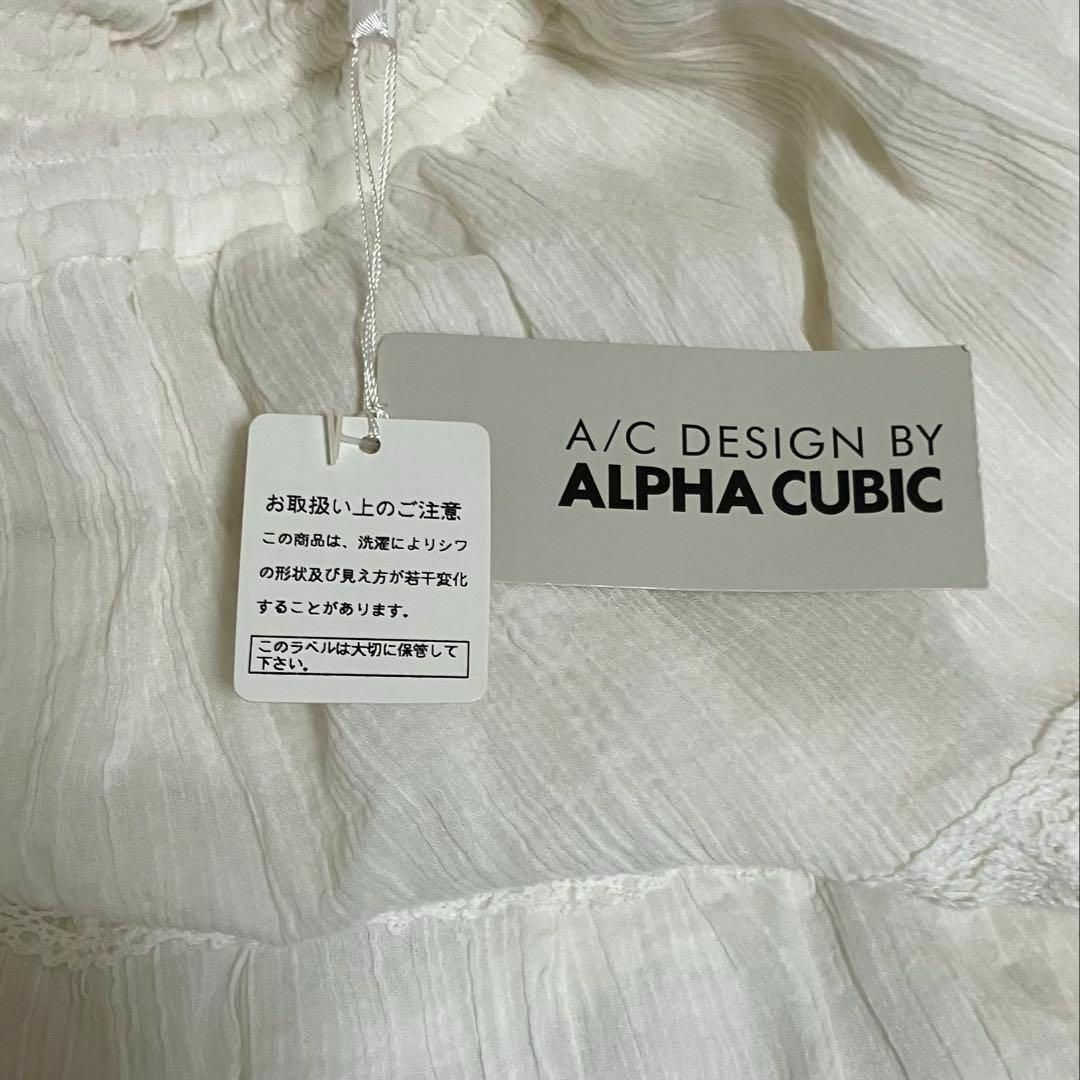 A/C DESIGN BY
ALPHA CUBIC
お取扱い上のご注意
この商品は、洗濯によりシワ
の形状及び見え方が若干変化
することがあります。
このラベルは大切に保管して
下さい。